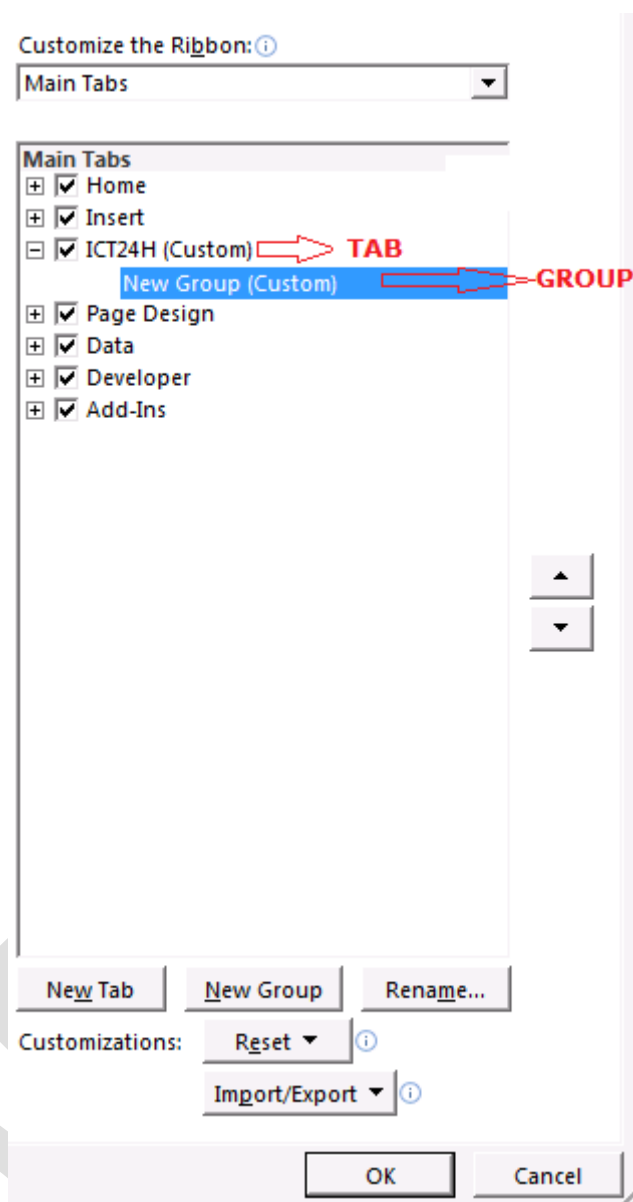 Customize the Ribbon:
Main Tabs
Main Tabs
Home
Insert
ICT24H (Custom) TAB
New Group (Custom) GROUP
Page Design
Data
Developer
Add-Ins
New Tab New Group Rename...
Customizations: Reset
Import/Export
OK Cancel